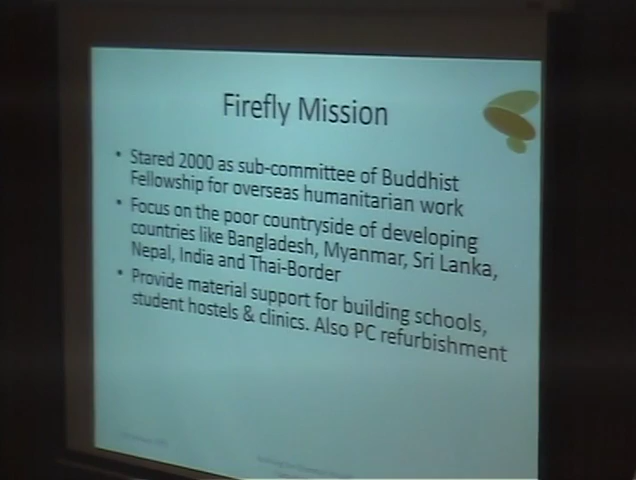 Firefly Mission
• Stared 2000 as sub-committee of Buddhist
Fellowship for overseas humanitarian work
• Focus on the poor countryside of developing
countries like Bangladesh, Myanmar, Sri Lanka,
Nepal, India and Thai-Border
• Provide material support for building schools,
student hostels & clinics. Also PC refurbishment